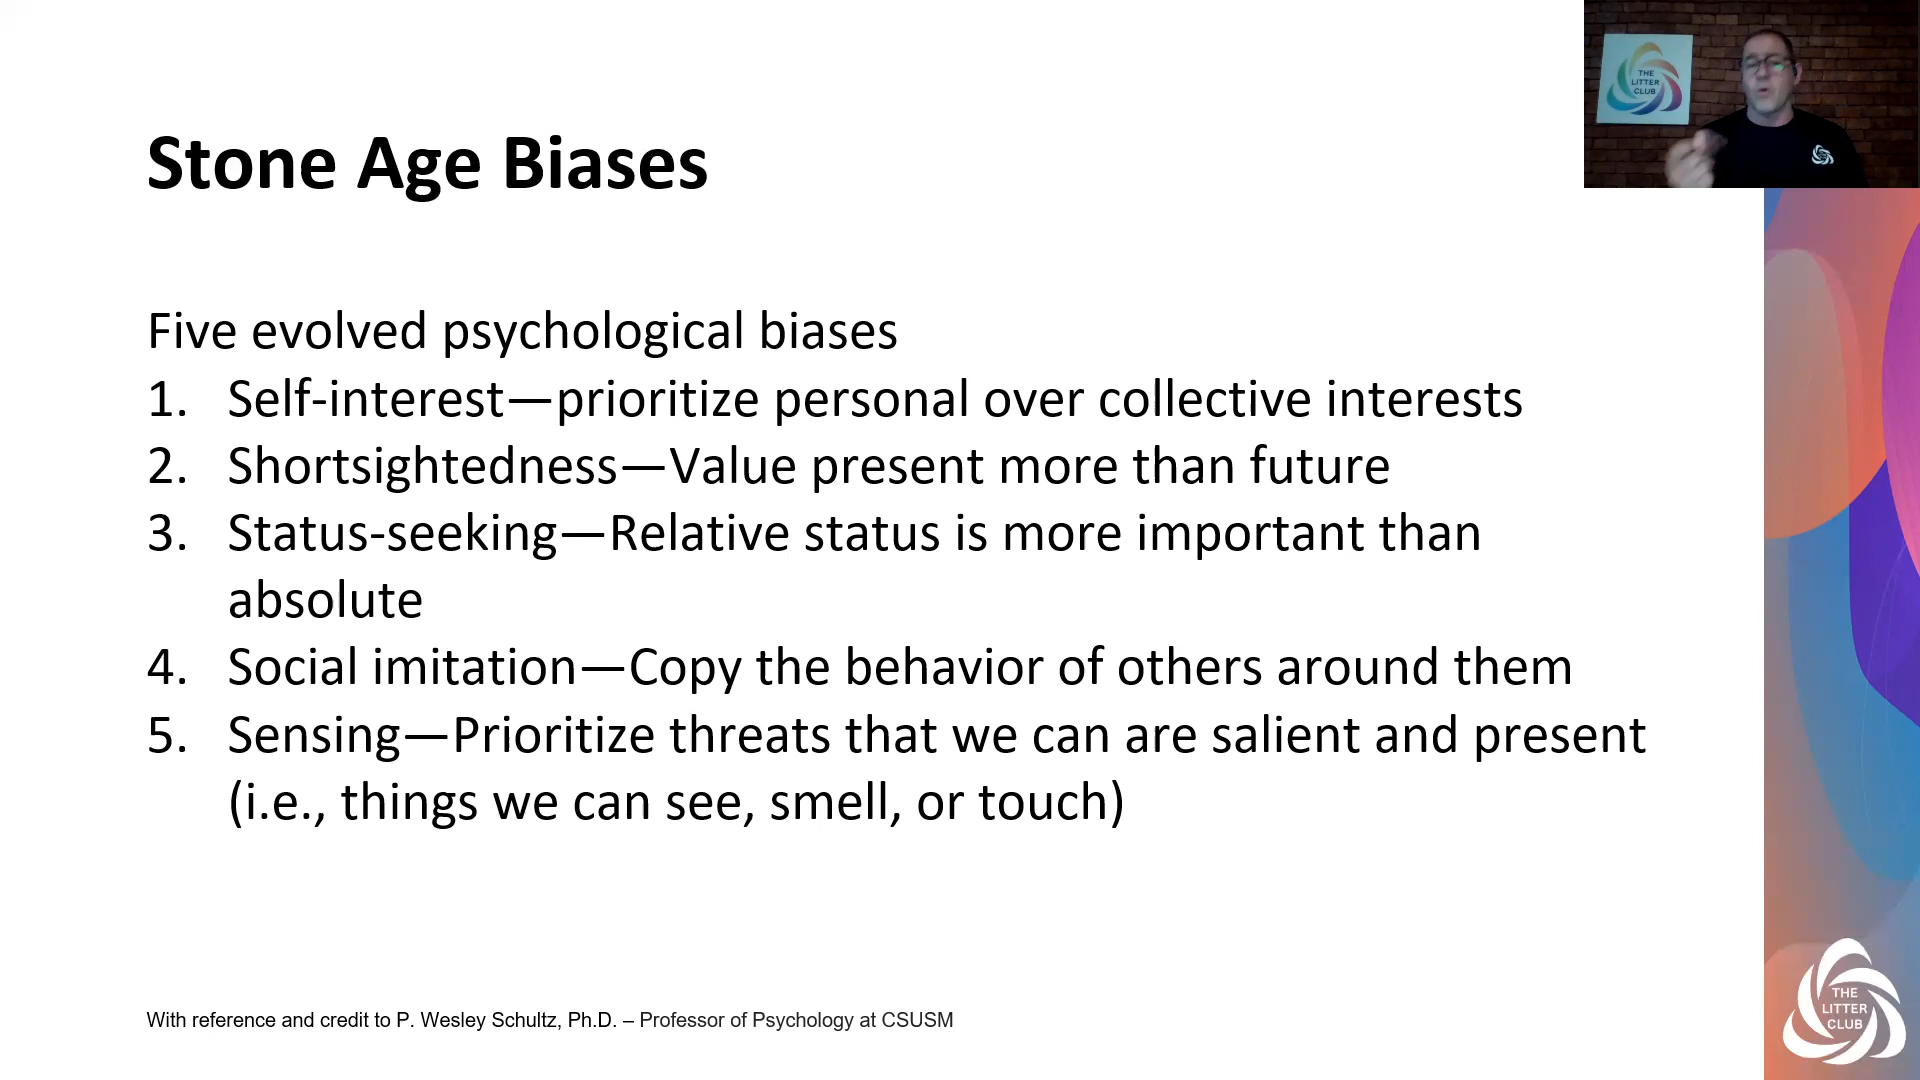 THE
LITTER
CLUB
Stone Age Biases
Five evolved psychological biases
1. Self-interest—prioritize personal over collective interests
2. Shortsightedness—Value present more than future
3. Status-seeking—Relative status is more important than
absolute
4. Social imitation—Copy the behavior of others around them
5. Sensing—Prioritize threats that we can are salient and present
(i.e., things we can see, smell, or touch)
With reference and credit to P. Wesley Schultz, Ph.D. – Professor of Psychology at CSUSM
THE
LITTER
CLUB